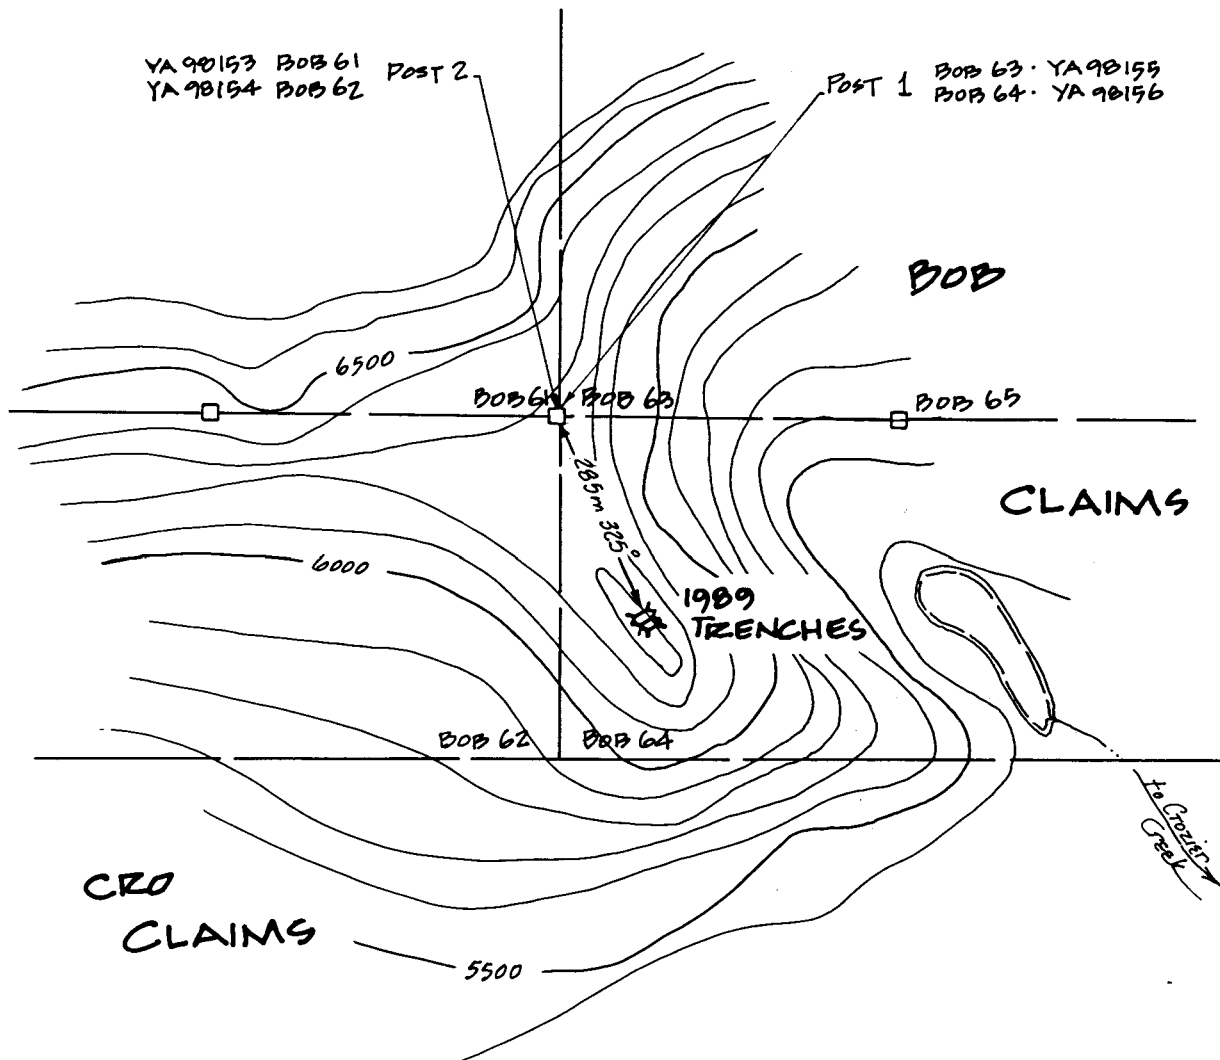 YA 98153 BOB 61
YA 98154 BOB 62
POST 2
POST 1
BOB 63 · YA 98155
BOB 64 · YA 98156
BOB
6500
BOB 61
BOB 63
BOB 65
285m 325°
CLAIMS
6000
1989
TRENCHES
BOB 62
BOB 64
to Crozier
Creek
CRO
CLAIMS
5500